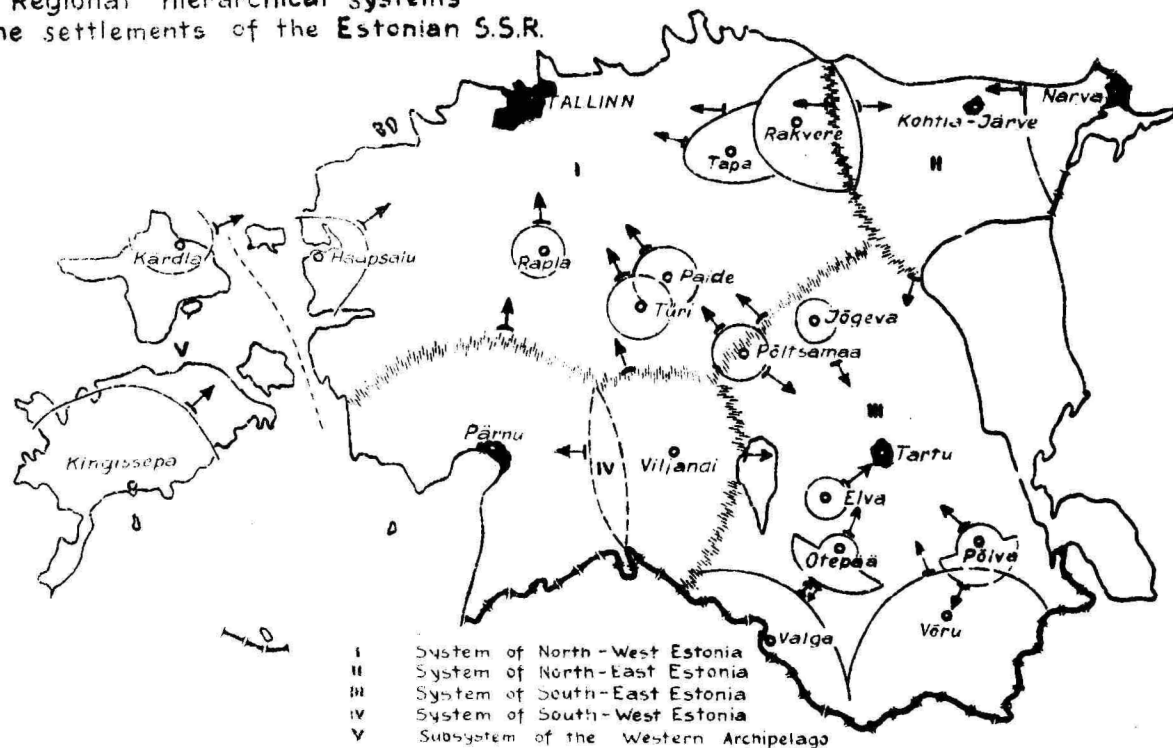 Regional hierarchical systems
he settlements of the Estonian S.S.R.
TALLINN
Narva
Kohtla-Järve
Rakvere
Tapa
I
II
Kärdla
Haapsalu
Rapla
Paide
Türi
Jõgeva
Põltsamaa
V
III
Pärnu
IV
Viljandi
Tartu
Kingissepa
Elva
Otepää
Põlva
Võru
Valga
I System of North-West Estonia
II System of North-East Estonia
III System of South-East Estonia
IV System of South-West Estonia
V Subsystem of the Western Archipelago